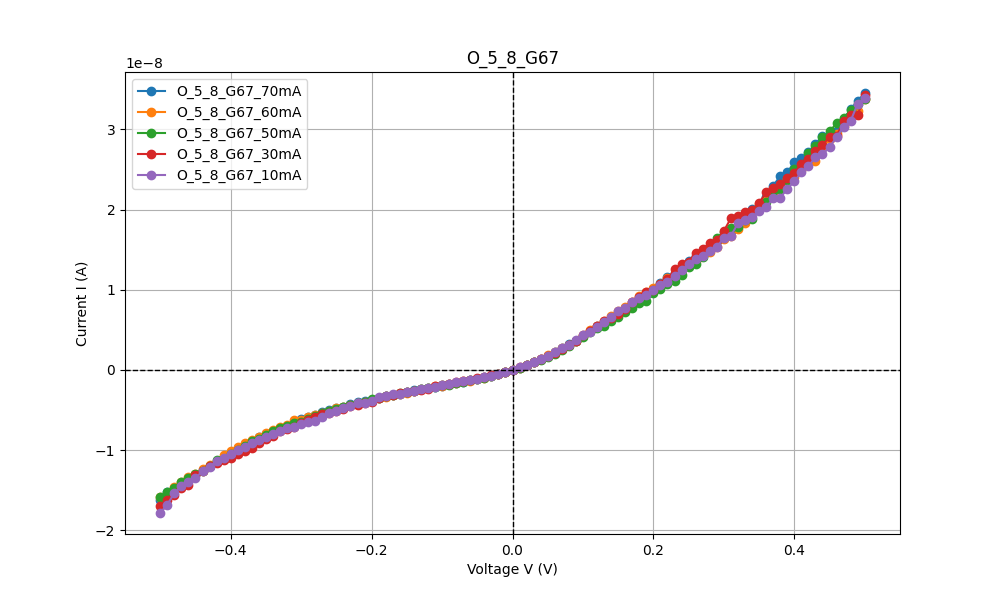 O_5_8_G67
1e−8
O_5_8_G67_70mA
O_5_8_G67_60mA
O_5_8_G67_50mA
O_5_8_G67_30mA
O_5_8_G67_10mA
3
2
1
0
−1
−2
Current I (A)
−0.4
−0.2
0.0
0.2
0.4
Voltage V (V)